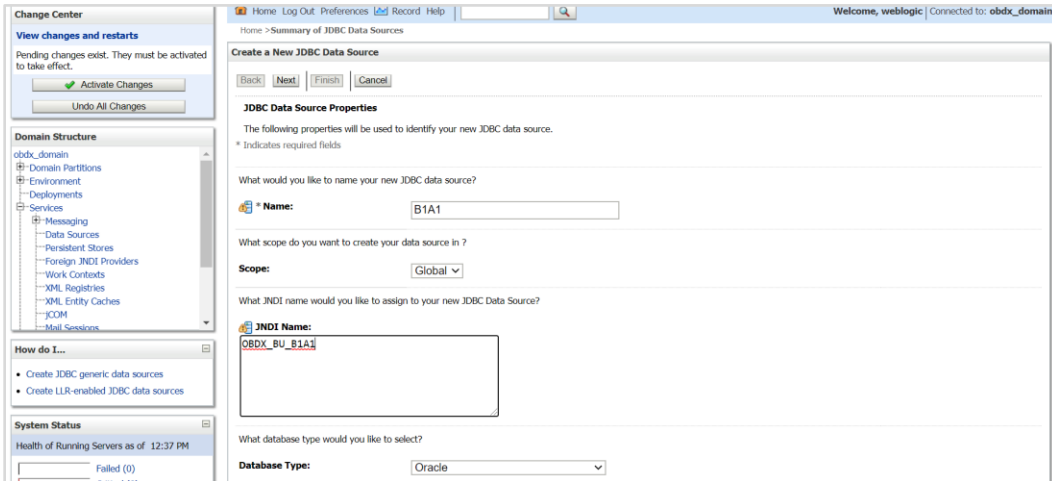 Change Center
View changes and restarts
Pending changes exist. They must be activated
to take effect.
Activate Changes
Undo All Changes
Domain Structure
obdx_domain
Domain Partitions
Environment
Deployments
Services
Messaging
Data Sources
Persistent Stores
Foreign JNDI Providers
Work Contexts
XML Registries
XML Entity Caches
jCOM
Mail Sessions
How do I...
Create JDBC generic data sources
Create LLR-enabled JDBC data sources
System Status
Health of Running Servers as of 12:37 PM
Failed (0)
Home Log Out Preferences Record Help
Welcome, weblogic Connected to: obdx_domain
Home >Summary of JDBC Data Sources
Create a New JDBC Data Source
Back Next Finish Cancel
JDBC Data Source Properties
The following properties will be used to identify your new JDBC data source.
* Indicates required fields
What would you like to name your new JDBC data source?
* Name: B1A1
What scope do you want to create your data source in ?
Scope: Global
What JNDI name would you like to assign to your new JDBC Data Source?
JNDI Name:
OBDX_BU_B1A1
What database type would you like to select?
Database Type: Oracle